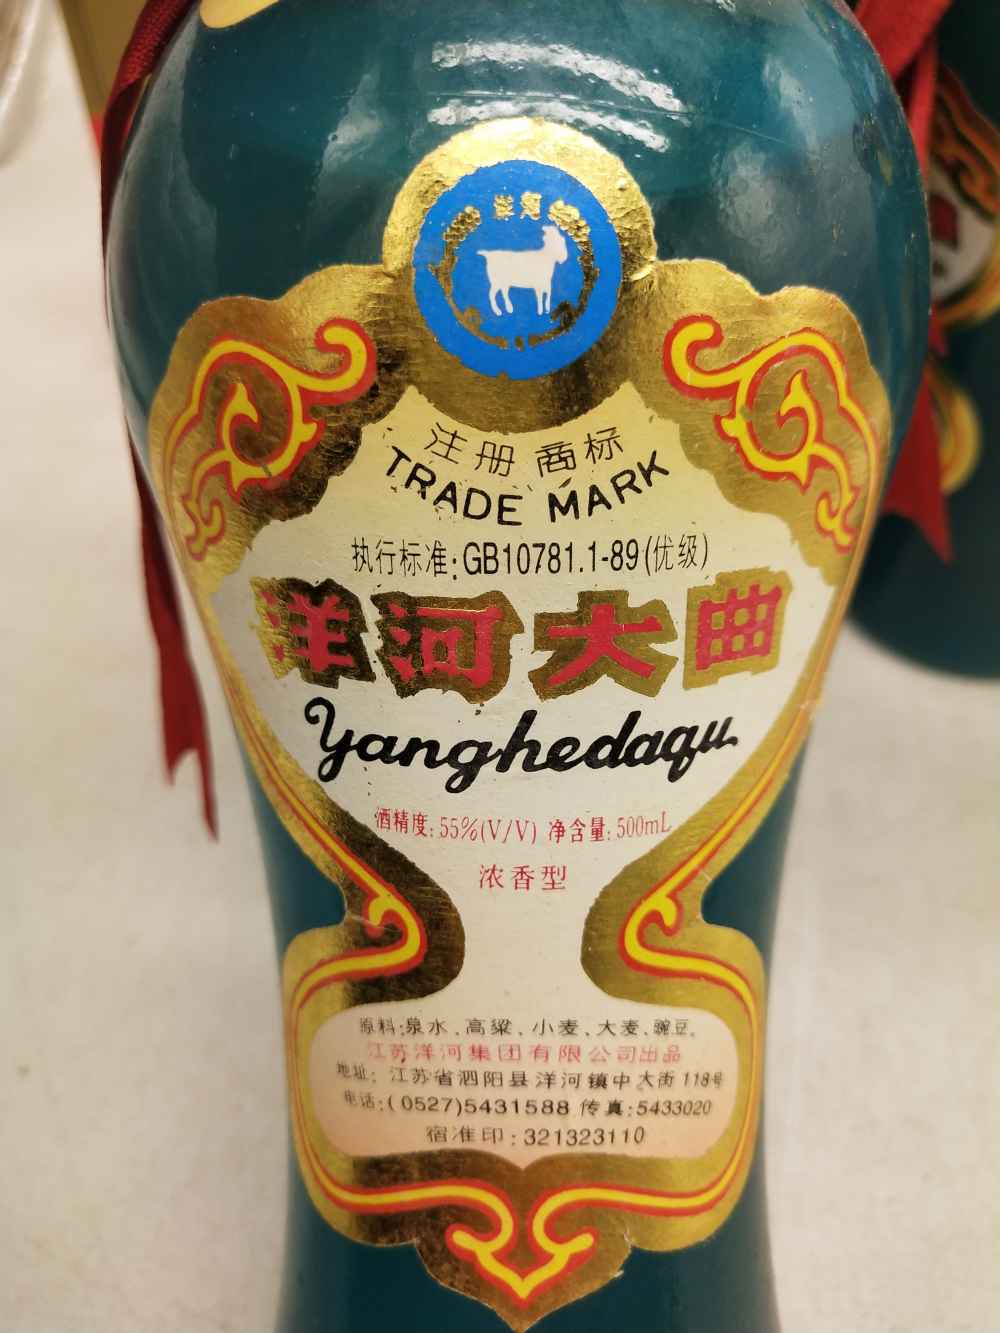 洋河
注册商标
TRADE MARK
执行标准:GB10781.1-89(优级)
洋河大曲
Yanghedaqu
酒精度:55%(V/V) 净含量:500mL
浓香型
原料:泉水、高粱、小麦、大麦、豌豆。
江苏洋河集团有限公司出品
地址:江苏省泗阳县洋河镇中大街118号
电话:(0527)5431588 传真:5433020
宿准印:321323110